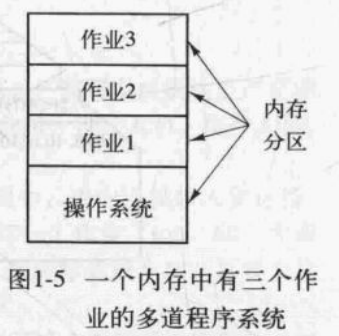 作业3
作业2
作业1
操作系统
内存
分区
图1-5 一个内存中有三个作
业的多道程序系统